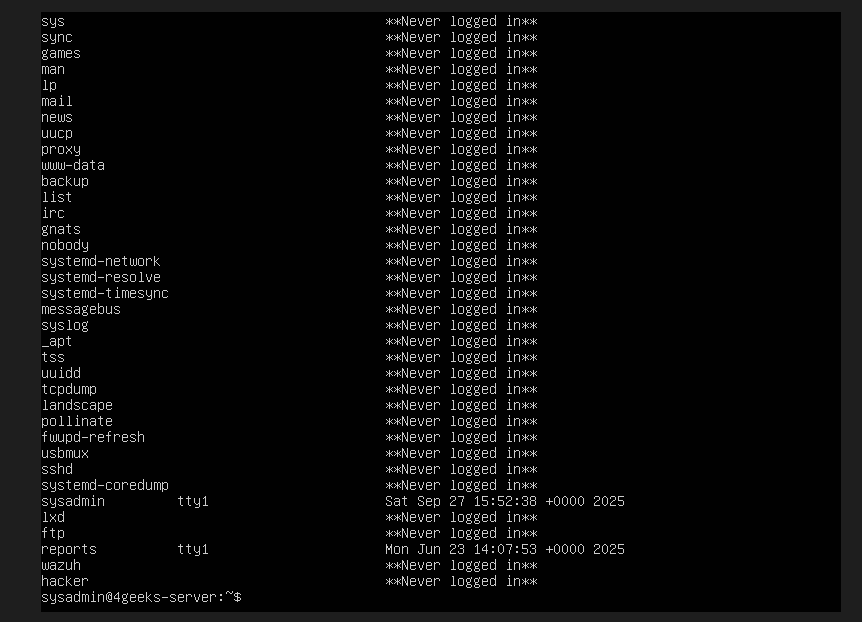 sys **Never logged in**
sync **Never logged in**
games **Never logged in**
man **Never logged in**
lp **Never logged in**
mail **Never logged in**
news **Never logged in**
uucp **Never logged in**
proxy **Never logged in**
www-data **Never logged in**
backup **Never logged in**
list **Never logged in**
irc **Never logged in**
gnats **Never logged in**
nobody **Never logged in**
systemd-network **Never logged in**
systemd-resolve **Never logged in**
systemd-timesync **Never logged in**
messagebus **Never logged in**
syslog **Never logged in**
_apt **Never logged in**
tss **Never logged in**
uuidd **Never logged in**
tcpdump **Never logged in**
landscape **Never logged in**
pollinate **Never logged in**
fwupd-refresh **Never logged in**
usbmux **Never logged in**
sshd **Never logged in**
systemd-coredump **Never logged in**
sysadmin tty1 Sat Sep 27 15:52:38 +0000 2025
lxd **Never logged in**
ftp **Never logged in**
reports tty1 Mon Jun 23 14:07:53 +0000 2025
wazuh **Never logged in**
hacker **Never logged in**
sysadmin@4geeks-server:~$